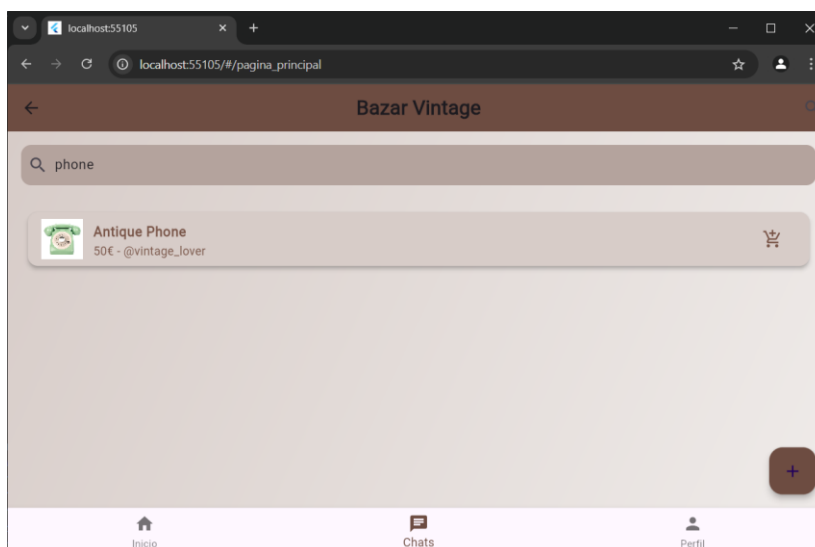 localhost:55105
localhost:55105/#/pagina_principal
Bazar Vintage
phone
Antique Phone
50€ - @vintage_lover
Inicio
Chats
Perfil